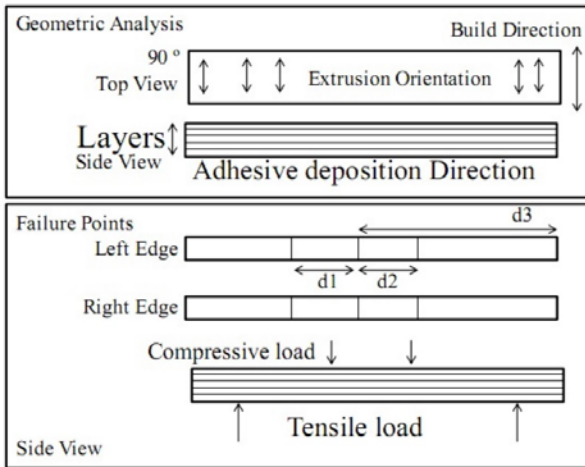 Geometric Analysis
Build Direction
90 º
Top View
Extrusion Orientation
Layers
Side View
Adhesive deposition Direction
Failure Points
d3
Left Edge
d1 d2
Right Edge
Compressive load
Tensile load
Side View